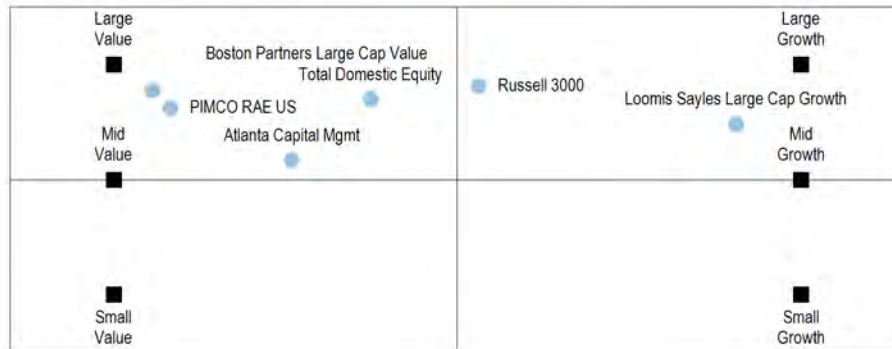 Large
Value
Large
Growth
Boston Partners Large Cap Value
Total Domestic Equity
Russell 3000
PIMCO RAE US
Loomis Sayles Large Cap Growth
Mid
Value
Atlanta Capital Mgmt
Mid
Growth
Small
Value
Small
Growth